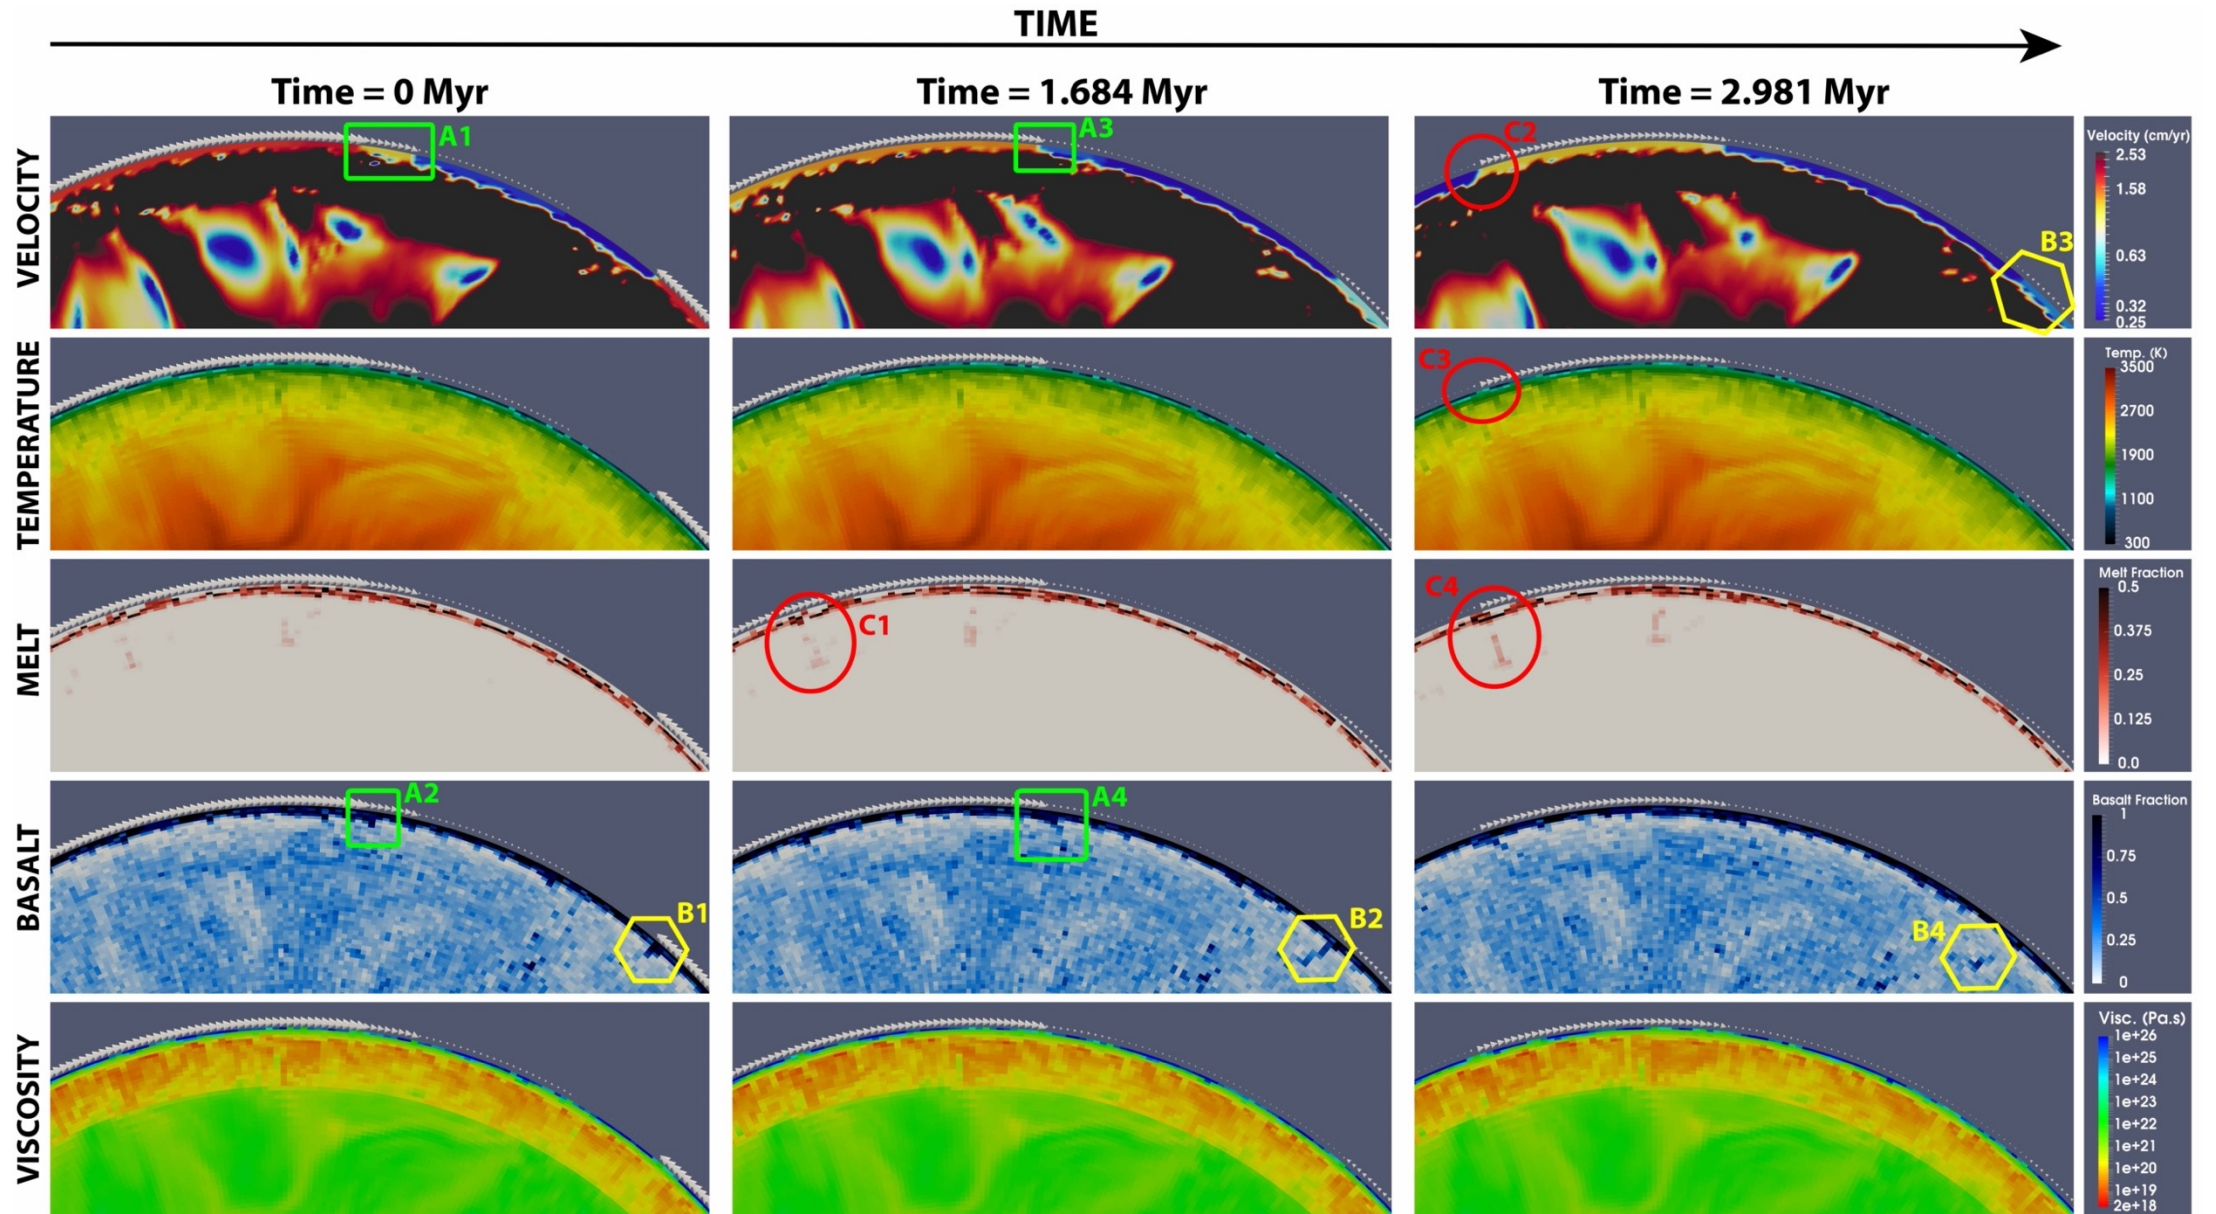 TIME
Time = 0 Myr
Time = 1.684 Myr
Time = 2.981 Myr
VELOCITY
A1
A3
C2
B3
Velocity (cm/yr)
2.53
1.58
0.63
0.32
0.25
TEMPERATURE
C3
Temp. (K)
3500
2700
1900
1100
300
MELT
C1
C4
Melt Fraction
0.5
0.375
0.25
0.125
0.0
BASALT
A2
B1
A4
B2
B4
Basalt Fraction
1
0.75
0.5
0.25
0
VISCOSITY
Visc. (Pa.s)
1e+26
1e+25
1e+24
1e+23
1e+22
1e+21
1e+20
1e+19
2e+18